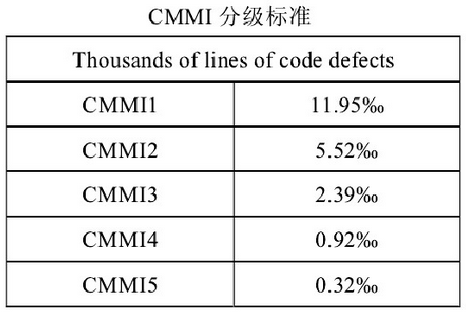 CMMI 分级标准
Thousands of lines of code defects
CMMI1 11.95‰
CMMI2 5.52‰
CMMI3 2.39‰
CMMI4 0.92‰
CMMI5 0.32‰